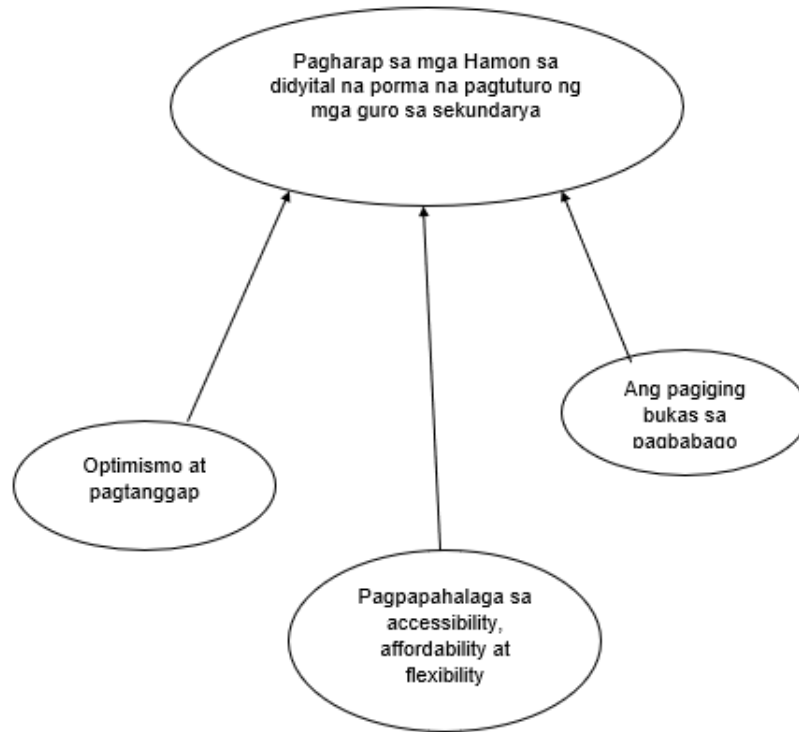 Pagharap sa mga Hamon sa
didyital na porma na pagtuturo ng
mga guro sa sekundarya
Ang pagiging
bukas sa
pagbabago
Optimismo at
pagtanggap
Pagpapahalaga sa
accessibility,
affordability at
flexibility